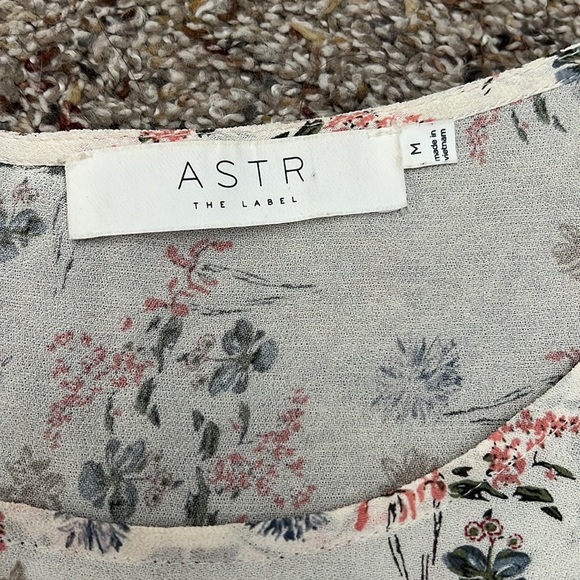 ASTR
THE LABEL
M
made in
vietnam